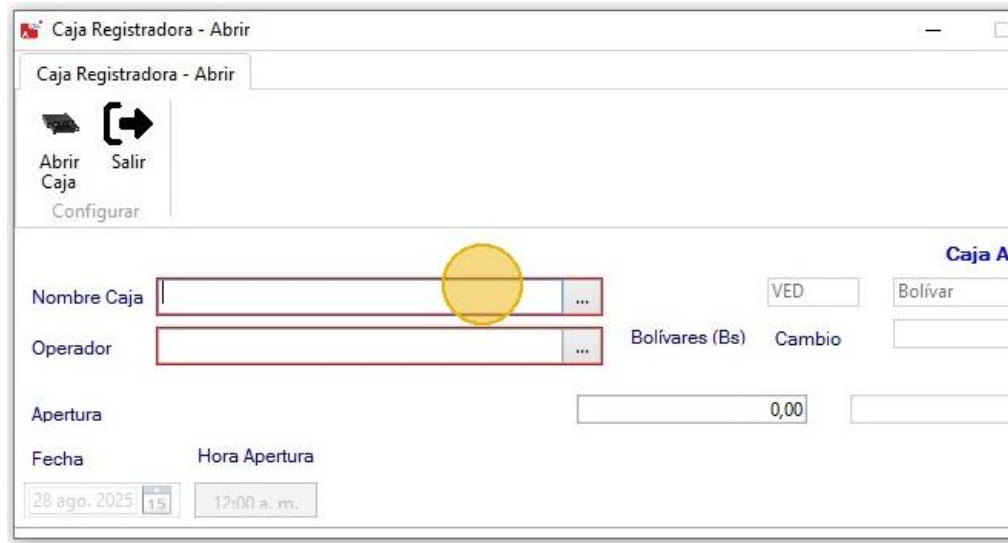 Caja Registradora - Abrir
Caja Registradora - Abrir
Abrir Caja
Salir
Configurar
Caja A
Nombre Caja
...
VED
Bolívar
Operador
...
Bolívares (Bs)
Cambio
Apertura
0,00
Fecha
Hora Apertura
28 ago. 2025
15
12:00 a. m.